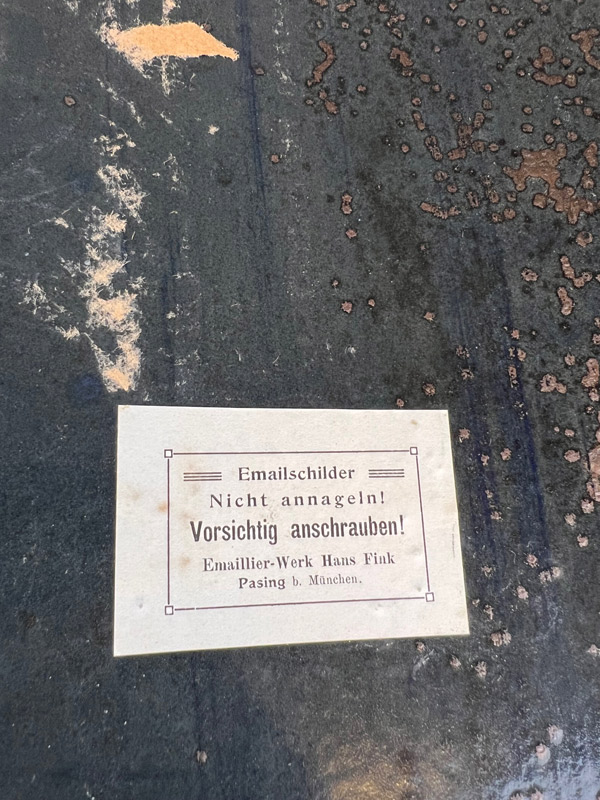 Emailschilder
Nicht annageln!
Vorsichtig anschrauben!
Emaillier-Werk Hans Fink
Pasing b. München.